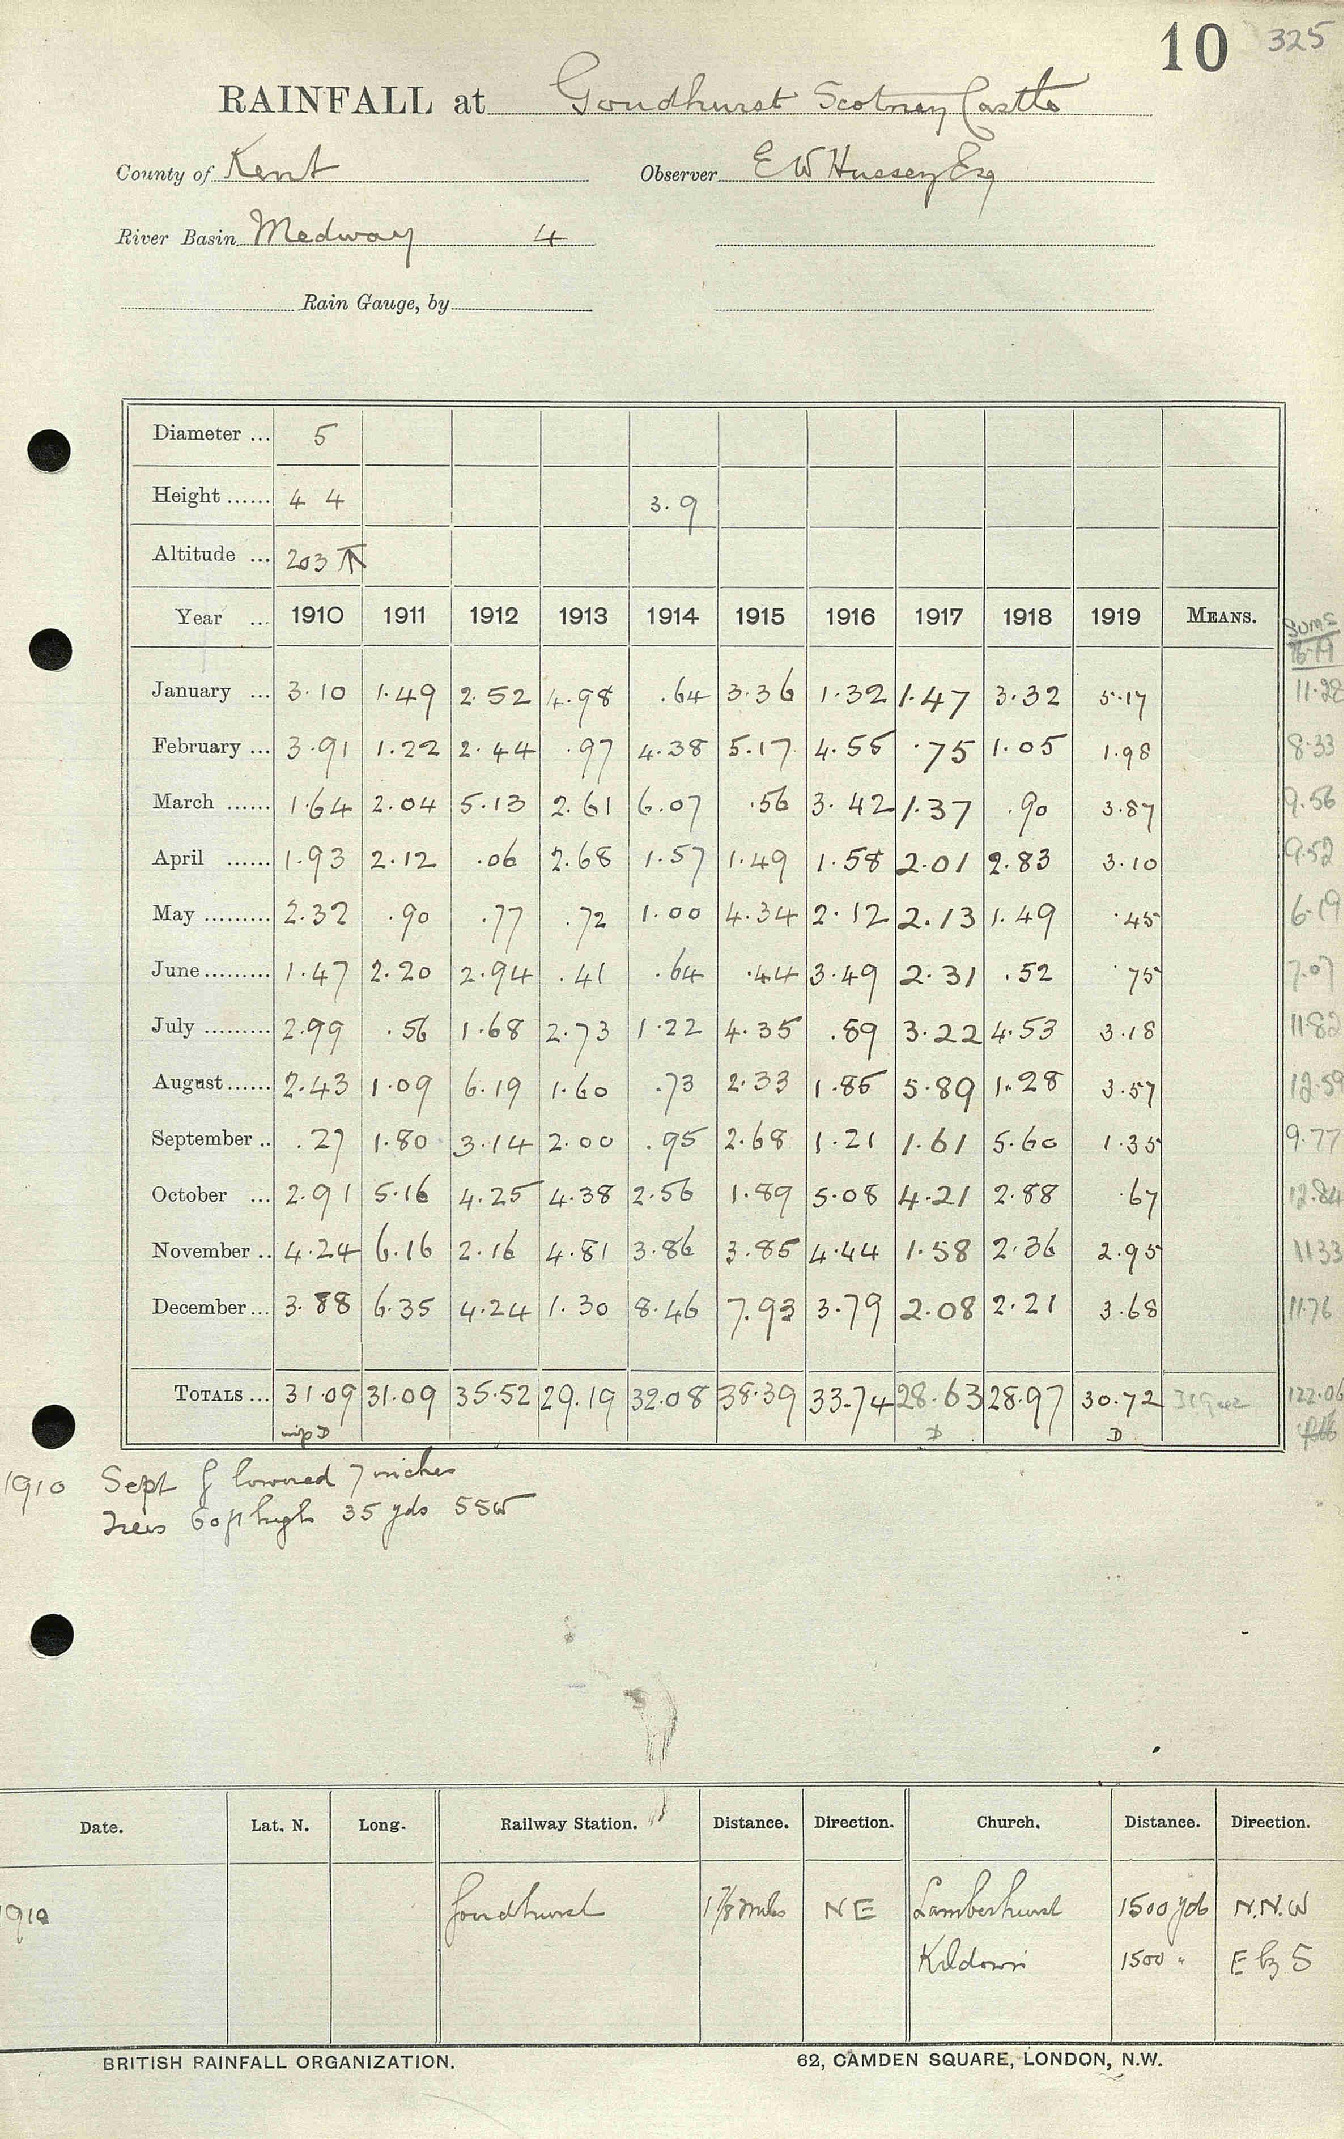 10 325
RAINFALL at Goudhurst Scotney Castle
County of Kent Observer E W Hussey Esq
River Basin Medway 4
Rain Gauge, by
Diameter ... 5
Height ...... 4 4 3.9
Altitude ... 203
Year ... 1910 1911 1912 1913 1914 1915 1916 1917 1918 1919 MEANS. SUMS
16-19
January ... 3.10 1.49 2.52 4.98 .64 3.36 1.32 1.47 3.32 5.17 11.28
February ... 3.91 1.22 2.44 .97 4.38 5.17 4.55 .75 1.05 1.98 8.33
March ...... 1.64 2.04 5.13 2.61 6.07 .56 3.42 1.37 .90 3.87 9.56
April ...... 1.93 2.12 .06 2.68 1.57 1.49 1.58 2.01 2.83 3.10 9.52
May ......... 2.32 .90 .77 .72 1.00 4.34 2.12 2.13 1.49 .45 6.19
June ......... 1.47 2.20 2.94 .41 .64 .44 3.49 2.31 .52 .75 7.07
July ......... 2.99 .56 1.68 2.73 1.22 4.35 .89 3.22 4.53 3.18 11.82
August ...... 2.43 1.09 6.19 1.60 .73 2.33 1.85 5.89 1.28 3.57 12.59
September .. .27 1.80 3.14 2.00 .95 2.68 1.21 1.61 5.60 1.35 9.77
October ... 2.91 5.16 4.25 4.38 2.56 1.89 5.08 4.21 2.88 .67 12.84
November .. 4.24 6.16 2.16 4.81 3.86 3.85 4.44 1.58 2.36 2.95 11.33
December ... 3.88 6.35 4.24 1.30 8.46 7.93 3.79 2.08 2.21 3.68 11.76
TOTALS ... 31.09 31.09 35.52 29.19 32.08 38.39 33.74 28.63 28.97 30.72 122.06
D D D
1910 Sept g lowered 7 inches
Trees 60 ft high 35 yds SSW
Date. Lat. N. Long. Railway Station. Distance. Direction. Church. Distance. Direction.
1910 Goudhurst 1 7/8 miles NE Lamberhurst 1500 yds N.N.W
Kildown 1500 " E by S
BRITISH RAINFALL ORGANIZATION. 62, CAMDEN SQUARE, LONDON, N.W.